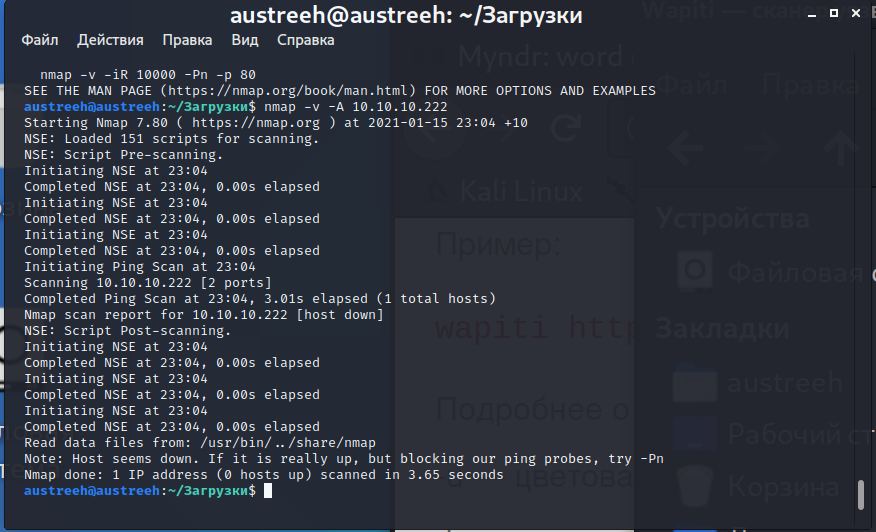 austreeh@austreeh: ~/Загрузки
Файл Действия Правка Вид Справка
nmap -v -iR 10000 -Pn -p 80
SEE THE MAN PAGE (https://nmap.org/book/man.html) FOR MORE OPTIONS AND EXAMPLES
austreeh@austreeh:~/Загрузки$ nmap -v -A 10.10.10.222
Starting Nmap 7.80 ( https://nmap.org ) at 2021-01-15 23:04 +10
NSE: Loaded 151 scripts for scanning.
NSE: Script Pre-scanning.
Initiating NSE at 23:04
Completed NSE at 23:04, 0.00s elapsed
Initiating NSE at 23:04
Completed NSE at 23:04, 0.00s elapsed
Initiating NSE at 23:04
Completed NSE at 23:04, 0.00s elapsed
Initiating Ping Scan at 23:04
Scanning 10.10.10.222 [2 ports]
Completed Ping Scan at 23:04, 3.01s elapsed (1 total hosts)
Nmap scan report for 10.10.10.222 [host down]
NSE: Script Post-scanning.
Initiating NSE at 23:04
Completed NSE at 23:04, 0.00s elapsed
Initiating NSE at 23:04
Completed NSE at 23:04, 0.00s elapsed
Initiating NSE at 23:04
Completed NSE at 23:04, 0.00s elapsed
Read data files from: /usr/bin/../share/nmap
Note: Host seems down. If it is really up, but blocking our ping probes, try -Pn
Nmap done: 1 IP address (0 hosts up) scanned in 3.65 seconds
austreeh@austreeh:~/Загрузки$
Wapiti — сканер
Myndr: word
Файл Правка
Kali Linux
Пример:
wapiti http
Подробнее о
цветова
Устройства
Файловая с
Закладки
austreeh
Рабочий ст
Корзина